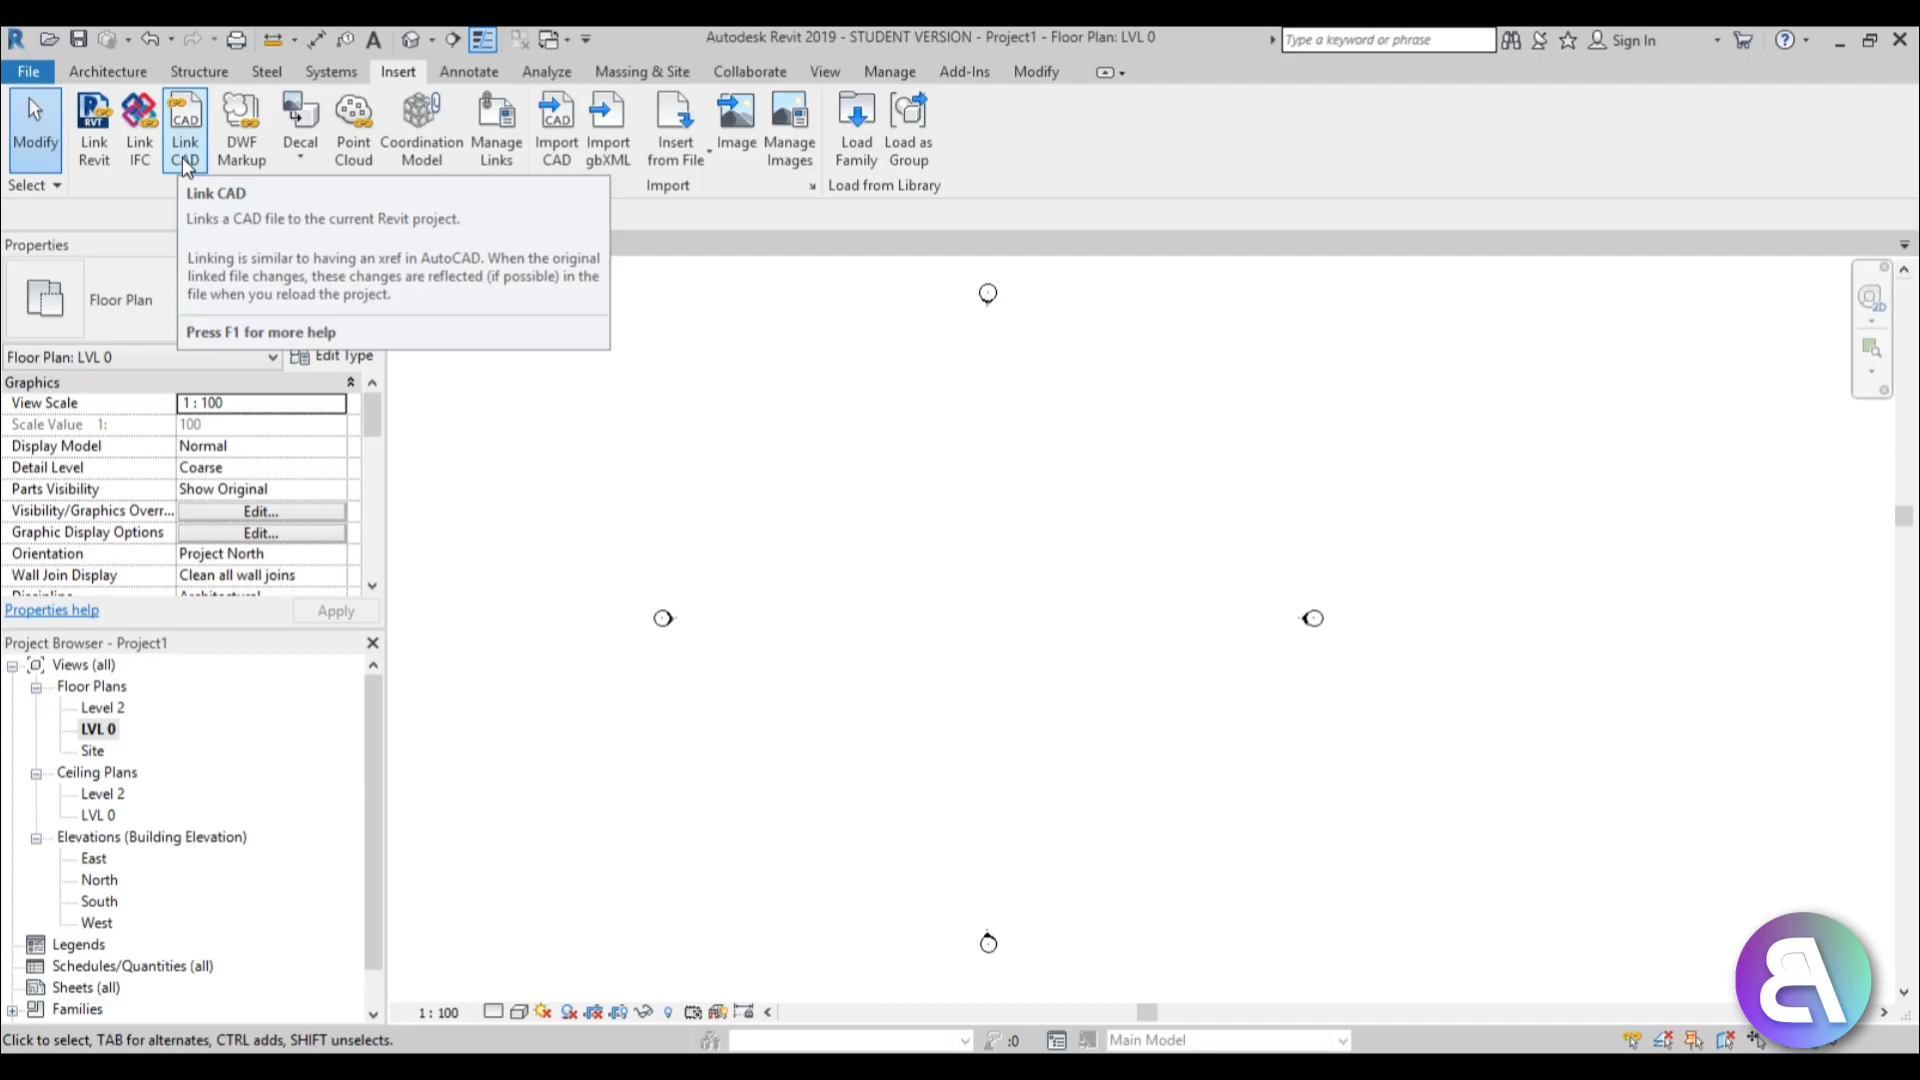 Autodesk Revit 2019 - STUDENT VERSION - Project1 - Floor Plan: LVL 0
Type a keyword or phrase
Sign In
File Architecture Structure Steel Systems Insert Annotate Analyze Massing & Site Collaborate View Manage Add-Ins Modify
Modify
Link Revit
Link IFC
Link CAD
DWF Markup
Decal
Point Cloud
Coordination Model
Manage Links
Import CAD
Import gbXML
Insert from File
Image
Manage Images
Load Family
Load as Group
Select
Import
Load from Library
Link CAD
Links a CAD file to the current Revit project.
Linking is similar to having an xref in AutoCAD. When the original
linked file changes, these changes are reflected (if possible) in the
file when you reload the project.
Press F1 for more help
Properties
Floor Plan
Floor Plan: LVL 0
Edit Type
Graphics
View Scale 1 : 100
Scale Value 1: 100
Display Model Normal
Detail Level Coarse
Parts Visibility Show Original
Visibility/Graphics Overr... Edit...
Graphic Display Options Edit...
Orientation Project North
Wall Join Display Clean all wall joins
Discipline Architectural
Properties help
Apply
Project Browser - Project1
Views (all)
Floor Plans
Level 2
LVL 0
Site
Ceiling Plans
Level 2
LVL 0
Elevations (Building Elevation)
East
North
South
West
Legends
Schedules/Quantities (all)
Sheets (all)
Families
1 : 100
Click to select, TAB for alternates, CTRL adds, SHIFT unselects.
:0
Main Model